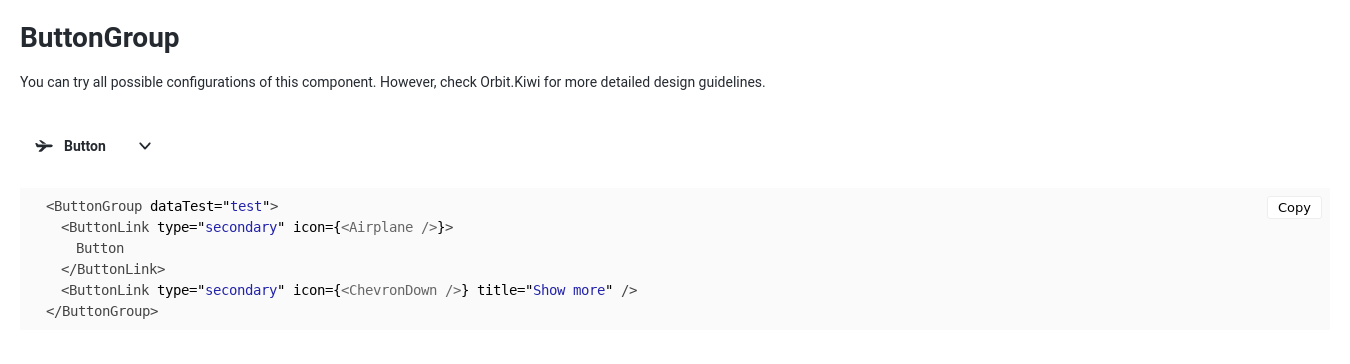 ButtonGroup
You can try all possible configurations of this component. However, check Orbit.Kiwi for more detailed design guidelines.
Button
Copy
<ButtonGroup dataTest="test">
<ButtonLink type="secondary" icon={<Airplane />}>
Button
</ButtonLink>
<ButtonLink type="secondary" icon={<ChevronDown />} title="Show more" />
</ButtonGroup>